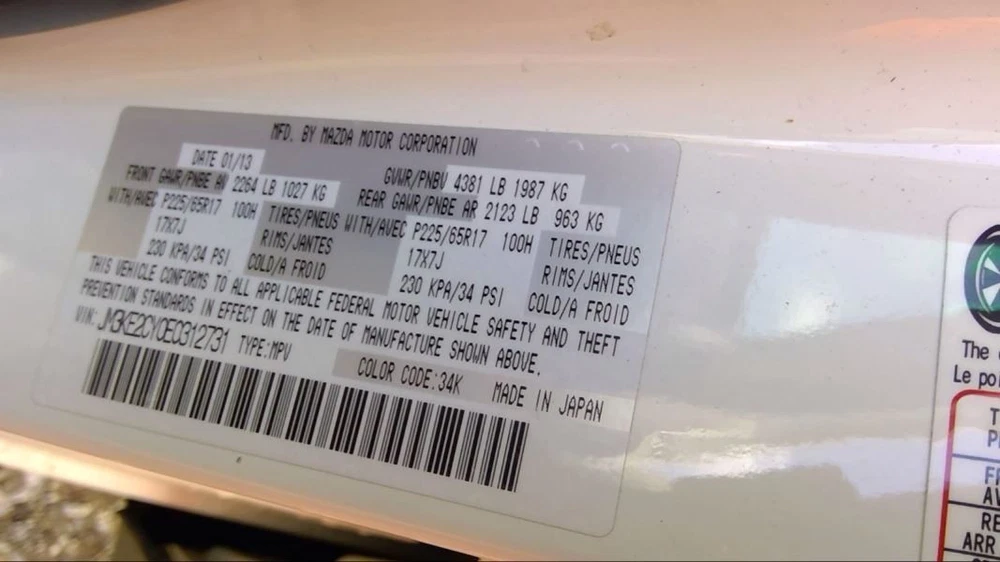 MFD. BY MAZDA MOTOR CORPORATION
DATE 01/13 GVWR/PNBV 4381 LB 1987 KG
FRONT GAWR/PNBE AV 2264 LB 1027 KG REAR GAWR/PNBE AR 2123 LB 963 KG
WITH/AVEC P225/65R17 100H TIRES/PNEUS WITH/AVEC P225/65R17 100H TIRES/PNEUS
17X7J RIMS/JANTES 17X7J RIMS/JANTES
230 KPA/34 PSI COLD/A FROID 230 KPA/34 PSI COLD/A FROID
THIS VEHICLE CONFORMS TO ALL APPLICABLE FEDERAL MOTOR VEHICLE SAFETY AND THEFT
PREVENTION STANDARDS IN EFFECT ON THE DATE OF MANUFACTURE SHOWN ABOVE.
VIN: JM3KE2CY0E0312731 TYPE:MPV
COLOR CODE:34K MADE IN JAPAN
The
Le
ARR